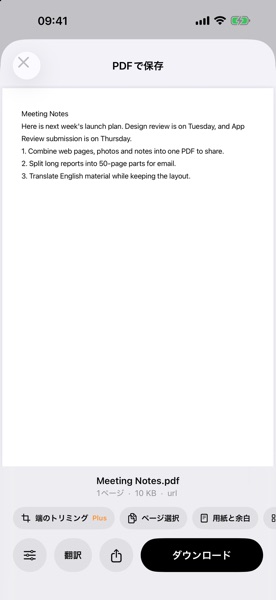 09:41
PDFで保存
Meeting Notes
Here is next week's launch plan. Design review is on Tuesday, and App
Review submission is on Thursday.
1. Combine web pages, photos and notes into one PDF to share.
2. Split long reports into 50-page parts for email.
3. Translate English material while keeping the layout.
Meeting Notes.pdf
1ページ · 10 KB · url
端のトリミング Plus
ページ選択
用紙と余白
翻訳
ダウンロード